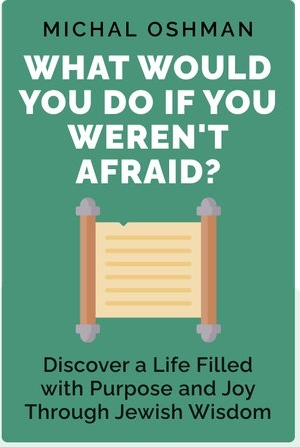 MICHAL OSHMAN
WHAT WOULD
YOU DO IF YOU
WEREN'T
AFRAID?
Discover a Life Filled
with Purpose and Joy
Through Jewish Wisdom